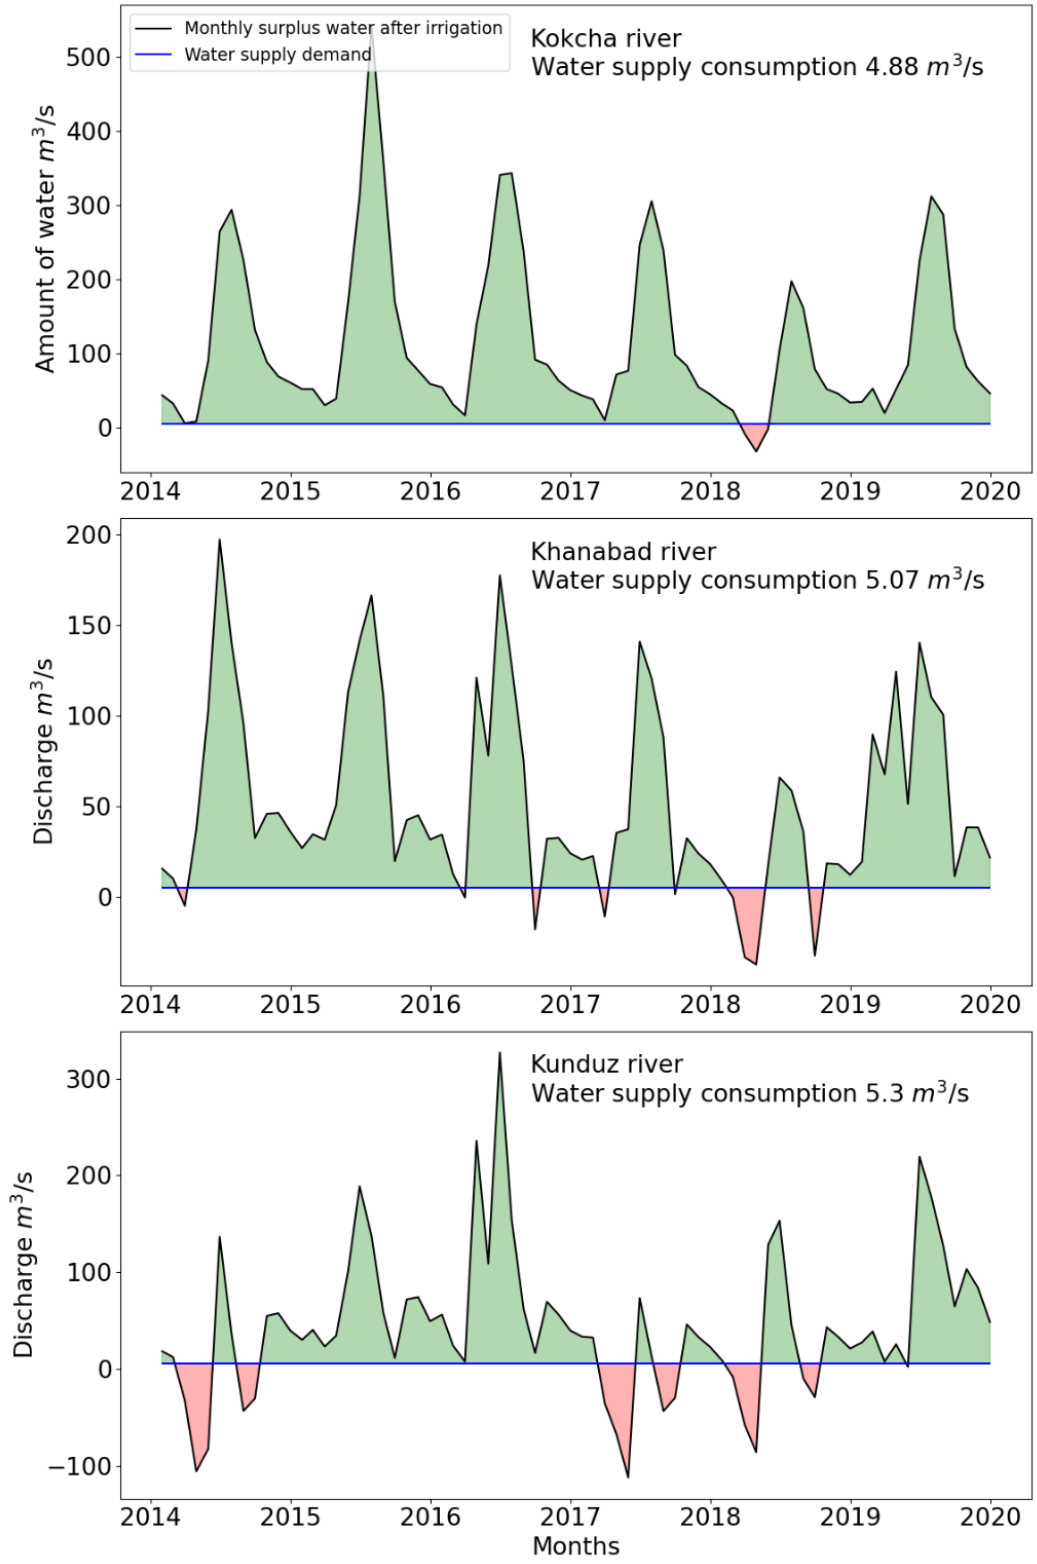 Monthly surplus water after irrigation
Water supply demand
Kokcha river
Water supply consumption 4.88 m³/s
Amount of water m³/s
500
400
300
200
100
0
2014 2015 2016 2017 2018 2019 2020
Khanabad river
Water supply consumption 5.07 m³/s
Discharge m³/s
200
150
100
50
0
2014 2015 2016 2017 2018 2019 2020
Kunduz river
Water supply consumption 5.3 m³/s
Discharge m³/s
300
200
100
0
−100
2014 2015 2016 2017 2018 2019 2020
Months